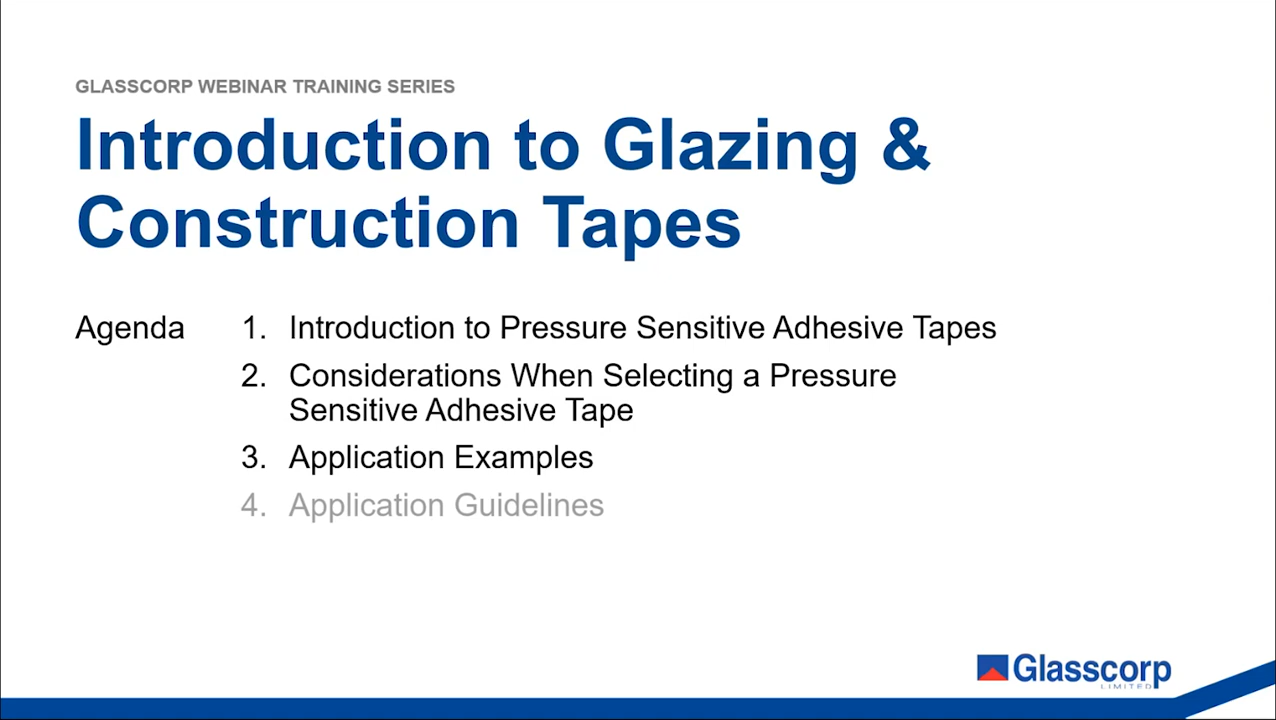 GLASSCORP WEBINAR TRAINING SERIES
Introduction to Glazing &
Construction Tapes
Agenda
1. Introduction to Pressure Sensitive Adhesive Tapes
2. Considerations When Selecting a Pressure
Sensitive Adhesive Tape
3. Application Examples
4. Application Guidelines
Glasscorp
LIMITED